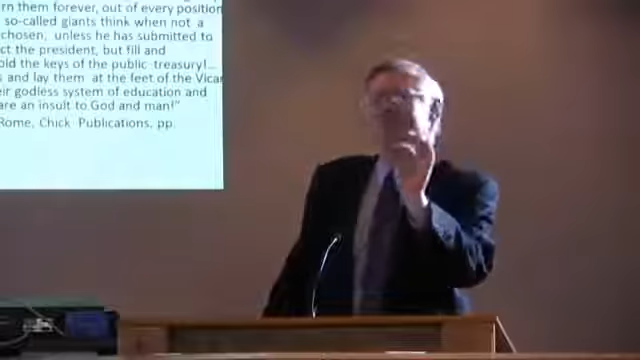 rn them forever, out of every position
so-called giants think when not a
chosen, unless he has submitted to
ct the president, but fill and
old the keys of the public treasury!...
s and lay them at the feet of the Vicar
eir godless system of education and
are an insult to God and man!"
Rome, Chick Publications, pp.